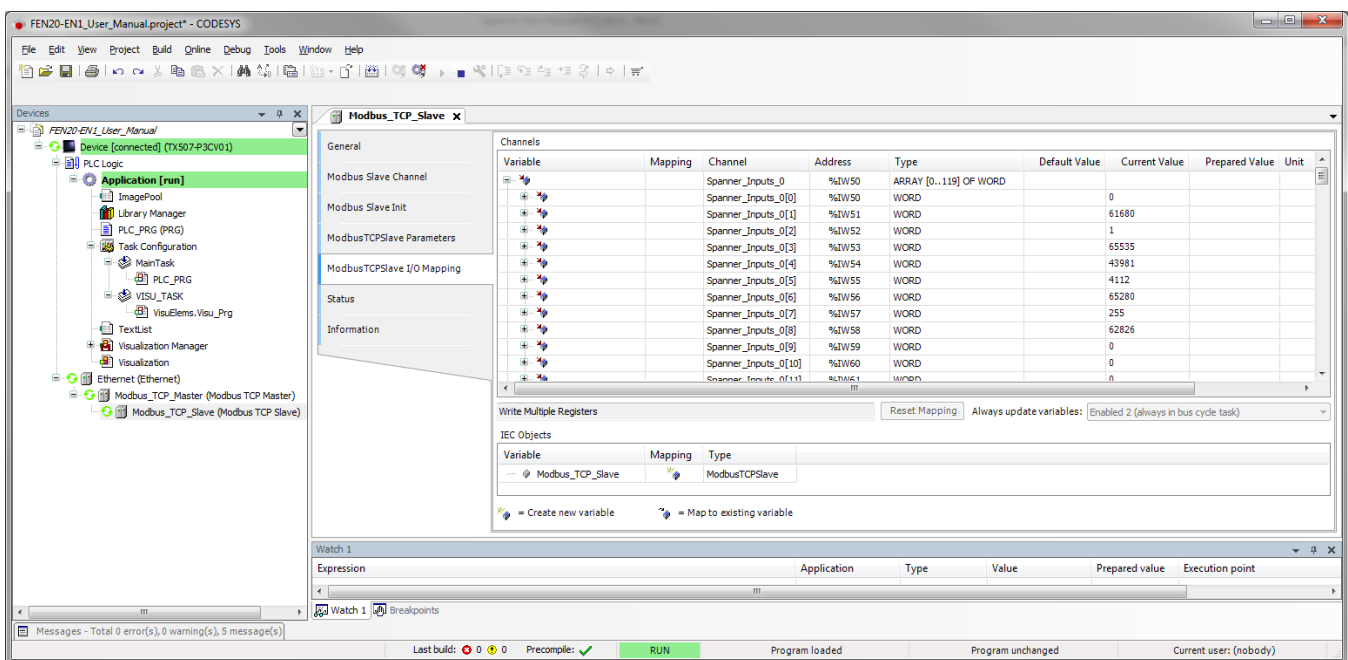 FEN20-EN1_User_Manual.project* - CODESYS
File Edit View Project Build Online Debug Tools Window Help
Devices
FEN20-EN1_User_Manual
Device [connected] (TX507-P3CV01)
PLC Logic
Application [run]
ImagePool
Library Manager
PLC_PRG (PRG)
Task Configuration
MainTask
PLC_PRG
VISU_TASK
VisuElems.Visu_Prg
TextList
Visualization Manager
Visualization
Ethernet (Ethernet)
Modbus_TCP_Master (Modbus TCP Master)
Modbus_TCP_Slave (Modbus TCP Slave)
Modbus_TCP_Slave
General
Modbus Slave Channel
Modbus Slave Init
ModbusTCPSlave Parameters
ModbusTCPSlave I/O Mapping
Status
Information
Channels
Variable Mapping Channel Address Type Default Value Current Value Prepared Value Unit
Spanner_Inputs_0 %IW50 ARRAY [0..119] OF WORD
Spanner_Inputs_0[0] %IW50 WORD 0
Spanner_Inputs_0[1] %IW51 WORD 61680
Spanner_Inputs_0[2] %IW52 WORD 1
Spanner_Inputs_0[3] %IW53 WORD 65535
Spanner_Inputs_0[4] %IW54 WORD 43981
Spanner_Inputs_0[5] %IW55 WORD 4112
Spanner_Inputs_0[6] %IW56 WORD 65280
Spanner_Inputs_0[7] %IW57 WORD 255
Spanner_Inputs_0[8] %IW58 WORD 62826
Spanner_Inputs_0[9] %IW59 WORD 0
Spanner_Inputs_0[10] %IW60 WORD 0
Spanner_Inputs_0[11] %IW61 WORD 0
Write Multiple Registers Reset Mapping Always update variables: Enabled 2 (always in bus cycle task)
IEC Objects
Variable Mapping Type
Modbus_TCP_Slave ModbusTCPSlave
= Create new variable = Map to existing variable
Watch 1
Expression Application Type Value Prepared value Execution point
Watch 1 Breakpoints
Messages - Total 0 error(s), 0 warning(s), 5 message(s)
Last build: 0 0 Precompile: RUN Program loaded Program unchanged Current user: (nobody)